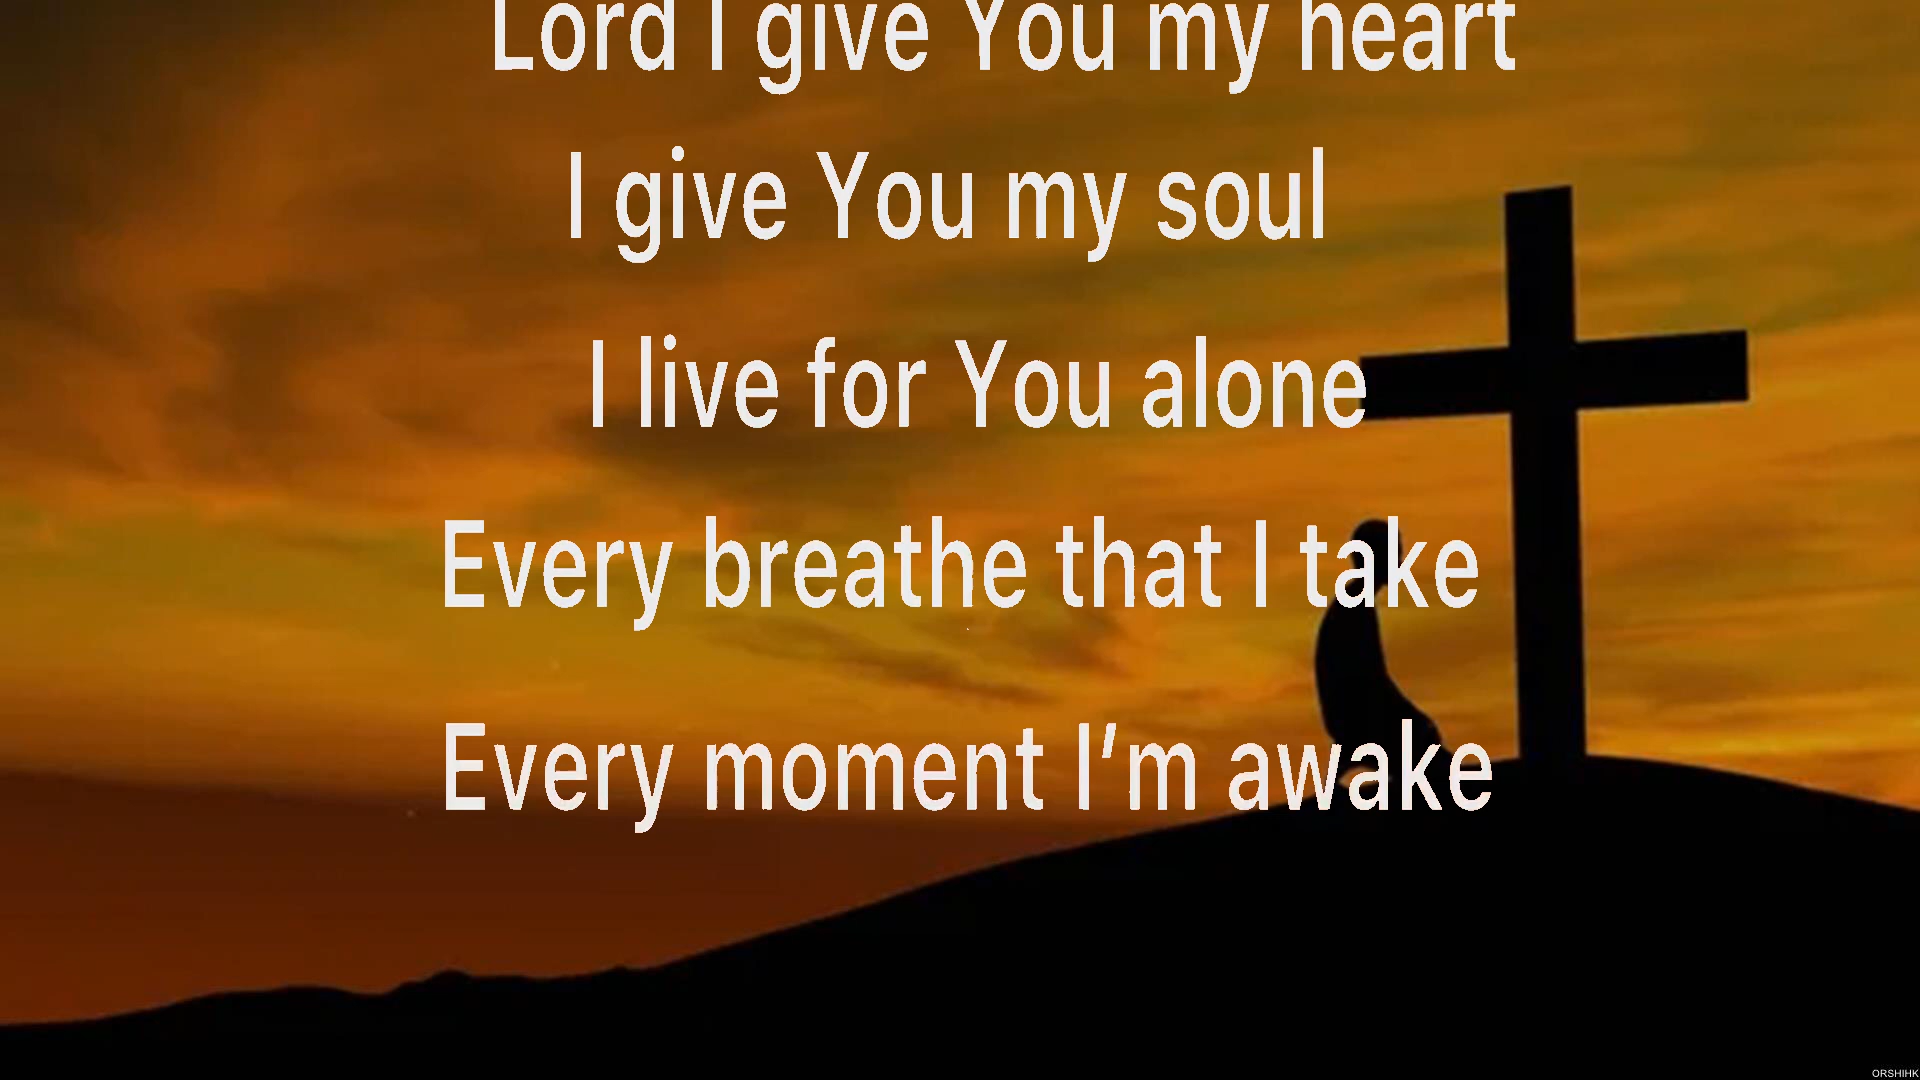 Lord I give You my heart
I give You my soul
I live for You alone
Every breathe that I take
Every moment I’m awake
ORSHIHK